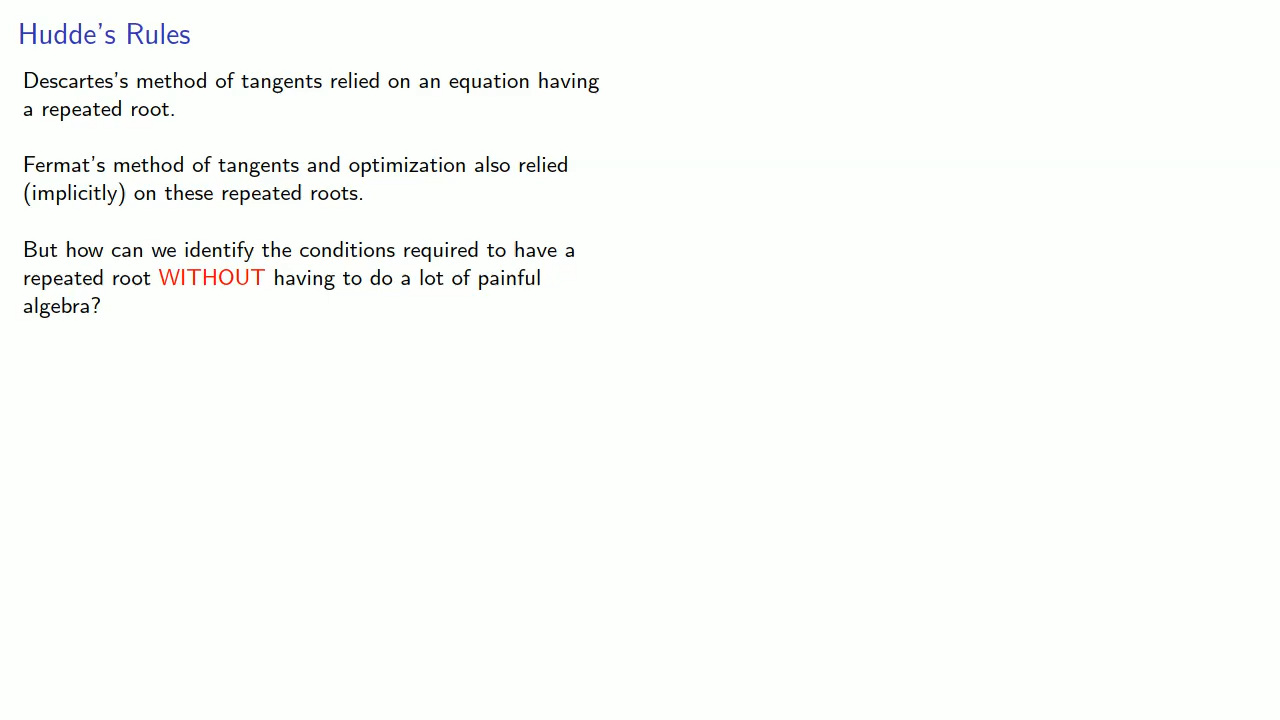 Hudde's Rules
Descartes's method of tangents relied on an equation having
a repeated root.
Fermat's method of tangents and optimization also relied
(implicitly) on these repeated roots.
But how can we identify the conditions required to have a
repeated root WITHOUT having to do a lot of painful
algebra?